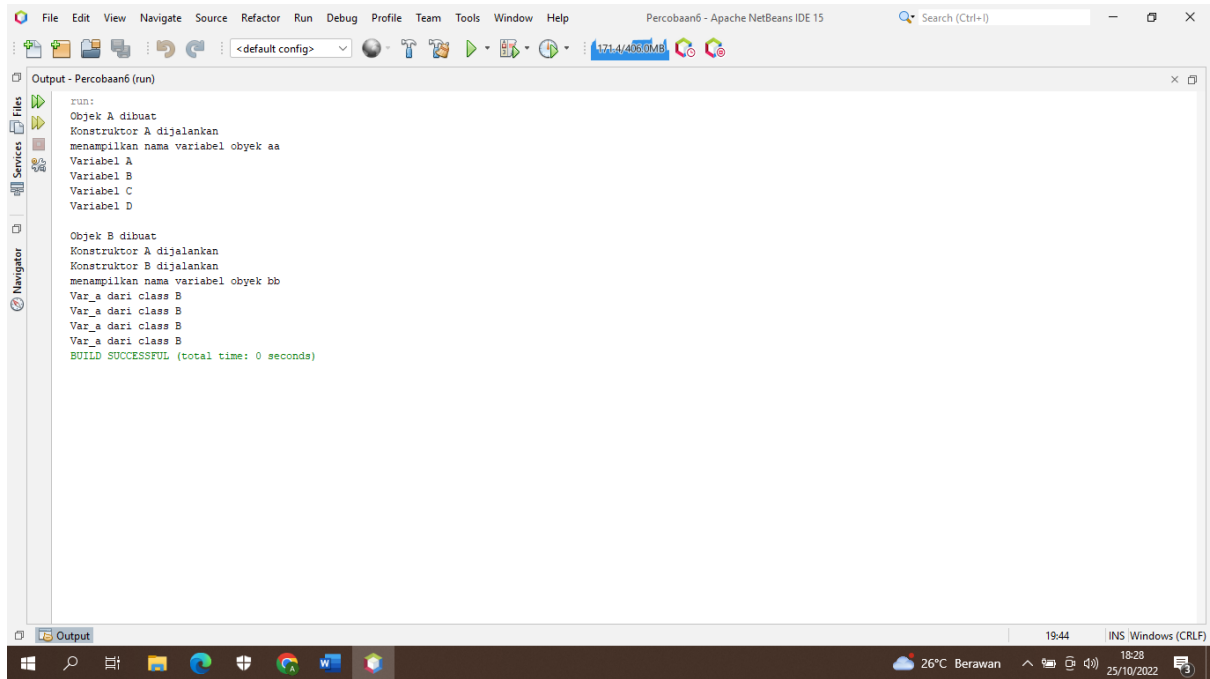 File Edit View Navigate Source Refactor Run Debug Profile Team Tools Window Help Percobaan6 - Apache NetBeans IDE 15 Search (Ctrl+I)
<default config> 171.4/406.0MB
Output - Percobaan6 (run)
Files
Services
Navigator
run:
Objek A dibuat
Konstruktor A dijalankan
menampilkan nama variabel obyek aa
Variabel A
Variabel B
Variabel C
Variabel D
Objek B dibuat
Konstruktor A dijalankan
Konstruktor B dijalankan
menampilkan nama variabel obyek bb
Var_a dari class B
Var_a dari class B
Var_a dari class B
Var_a dari class B
BUILD SUCCESSFUL (total time: 0 seconds)
Output 19:44 INS Windows (CRLF)
26°C Berawan 18:28
25/10/2022 3